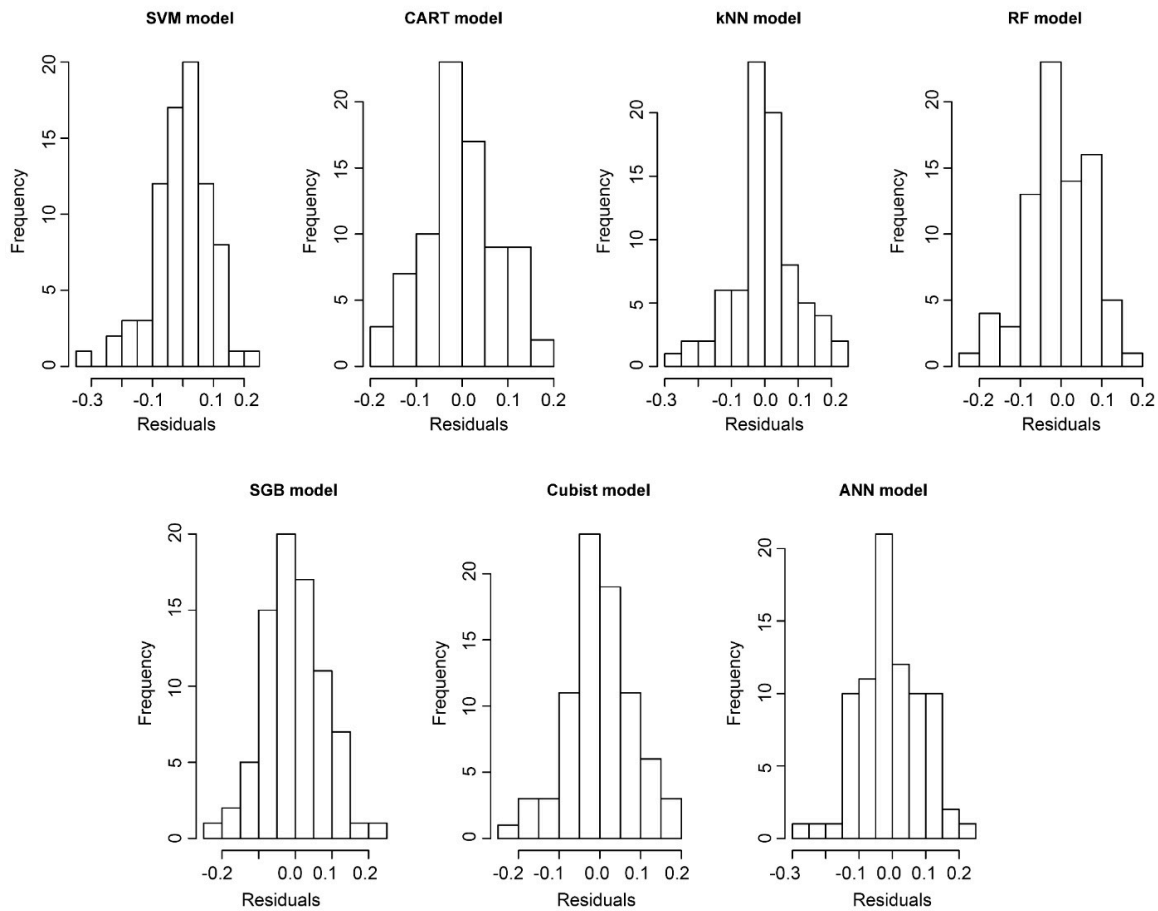 SVM model
Frequency
0 5 10 15 20
-0.3 -0.1 0.0 0.2
Residuals
CART model
Frequency
0 5 10 15 20
-0.2 -0.1 0.0 0.1 0.2
Residuals
kNN model
Frequency
0 5 10 15 20
-0.3 -0.1 0.0 0.1 0.2
Residuals
RF model
Frequency
0 5 10 15 20
-0.2 -0.1 0.0 0.1 0.2
Residuals
SGB model
Frequency
0 5 10 15 20
-0.2 0.0 0.1 0.2
Residuals
Cubist model
Frequency
0 5 10 15 20
-0.2 -0.1 0.0 0.1 0.2
Residuals
ANN model
Frequency
0 5 10 15 20
-0.3 -0.1 0.0 0.1 0.2
Residuals